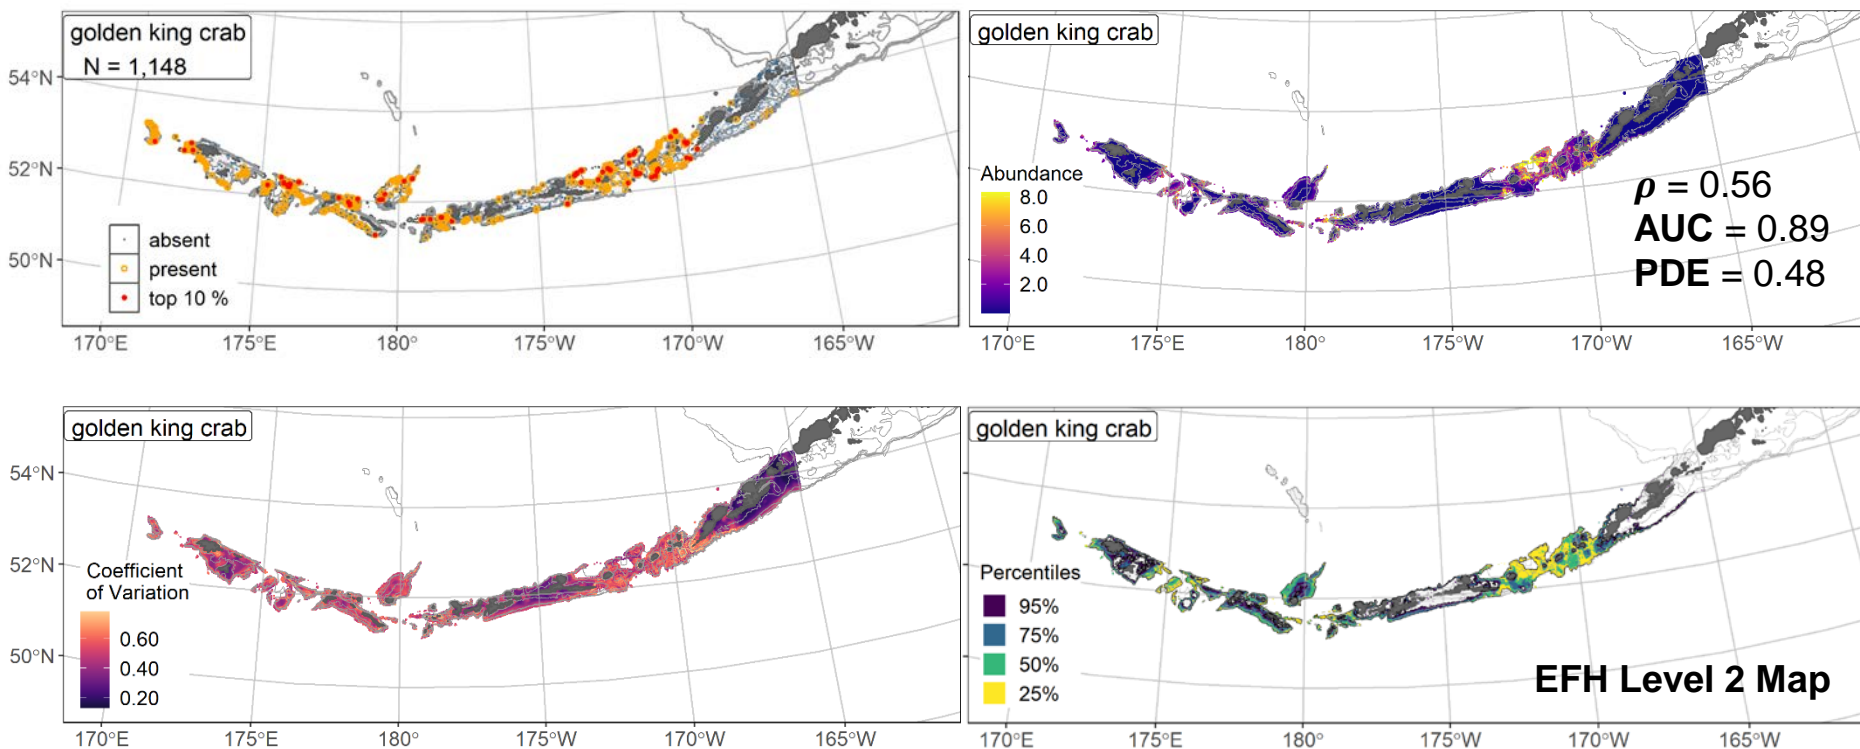 golden king crab
N = 1,148
54°N
52°N
50°N
absent
present
top 10 %
170°E
175°E
180°
175°W
170°W
165°W
golden king crab
Abundance
8.0
6.0
4.0
2.0
ρ = 0.56
AUC = 0.89
PDE = 0.48
170°E
175°E
180°
175°W
170°W
165°W
golden king crab
54°N
52°N
50°N
Coefficient
of Variation
0.60
0.40
0.20
170°E
175°E
180°
175°W
170°W
165°W
golden king crab
Percentiles
95%
75%
50%
25%
EFH Level 2 Map
170°E
175°E
180°
175°W
170°W
165°W